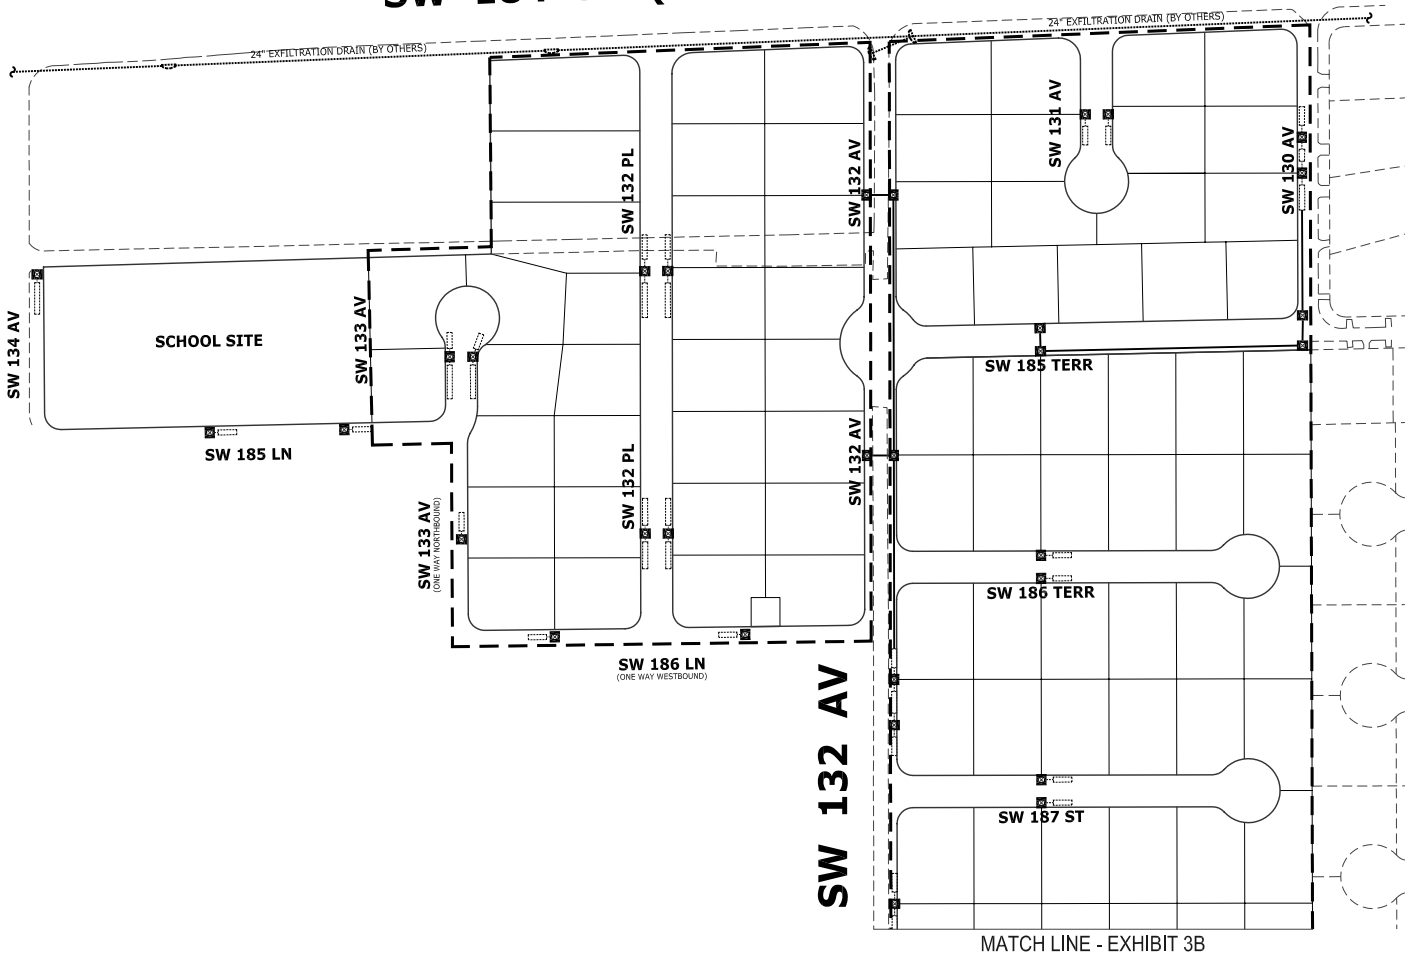 24" EXFILTRATION DRAIN (BY OTHERS)
24" EXFILTRATION DRAIN (BY OTHERS)
SW 131 AV
SW 132 PL
SW 132 AV
SW 130 AV
SW 134 AV
SCHOOL SITE
SW 133 AV
SW 185 TERR
SW 185 LN
SW 132 PL
SW 132 AV
SW 133 AV
(ONE WAY NORTHBOUND)
SW 186 TERR
SW 186 LN
(ONE WAY WESTBOUND)
SW 132 AV
SW 187 ST
MATCH LINE - EXHIBIT 3B